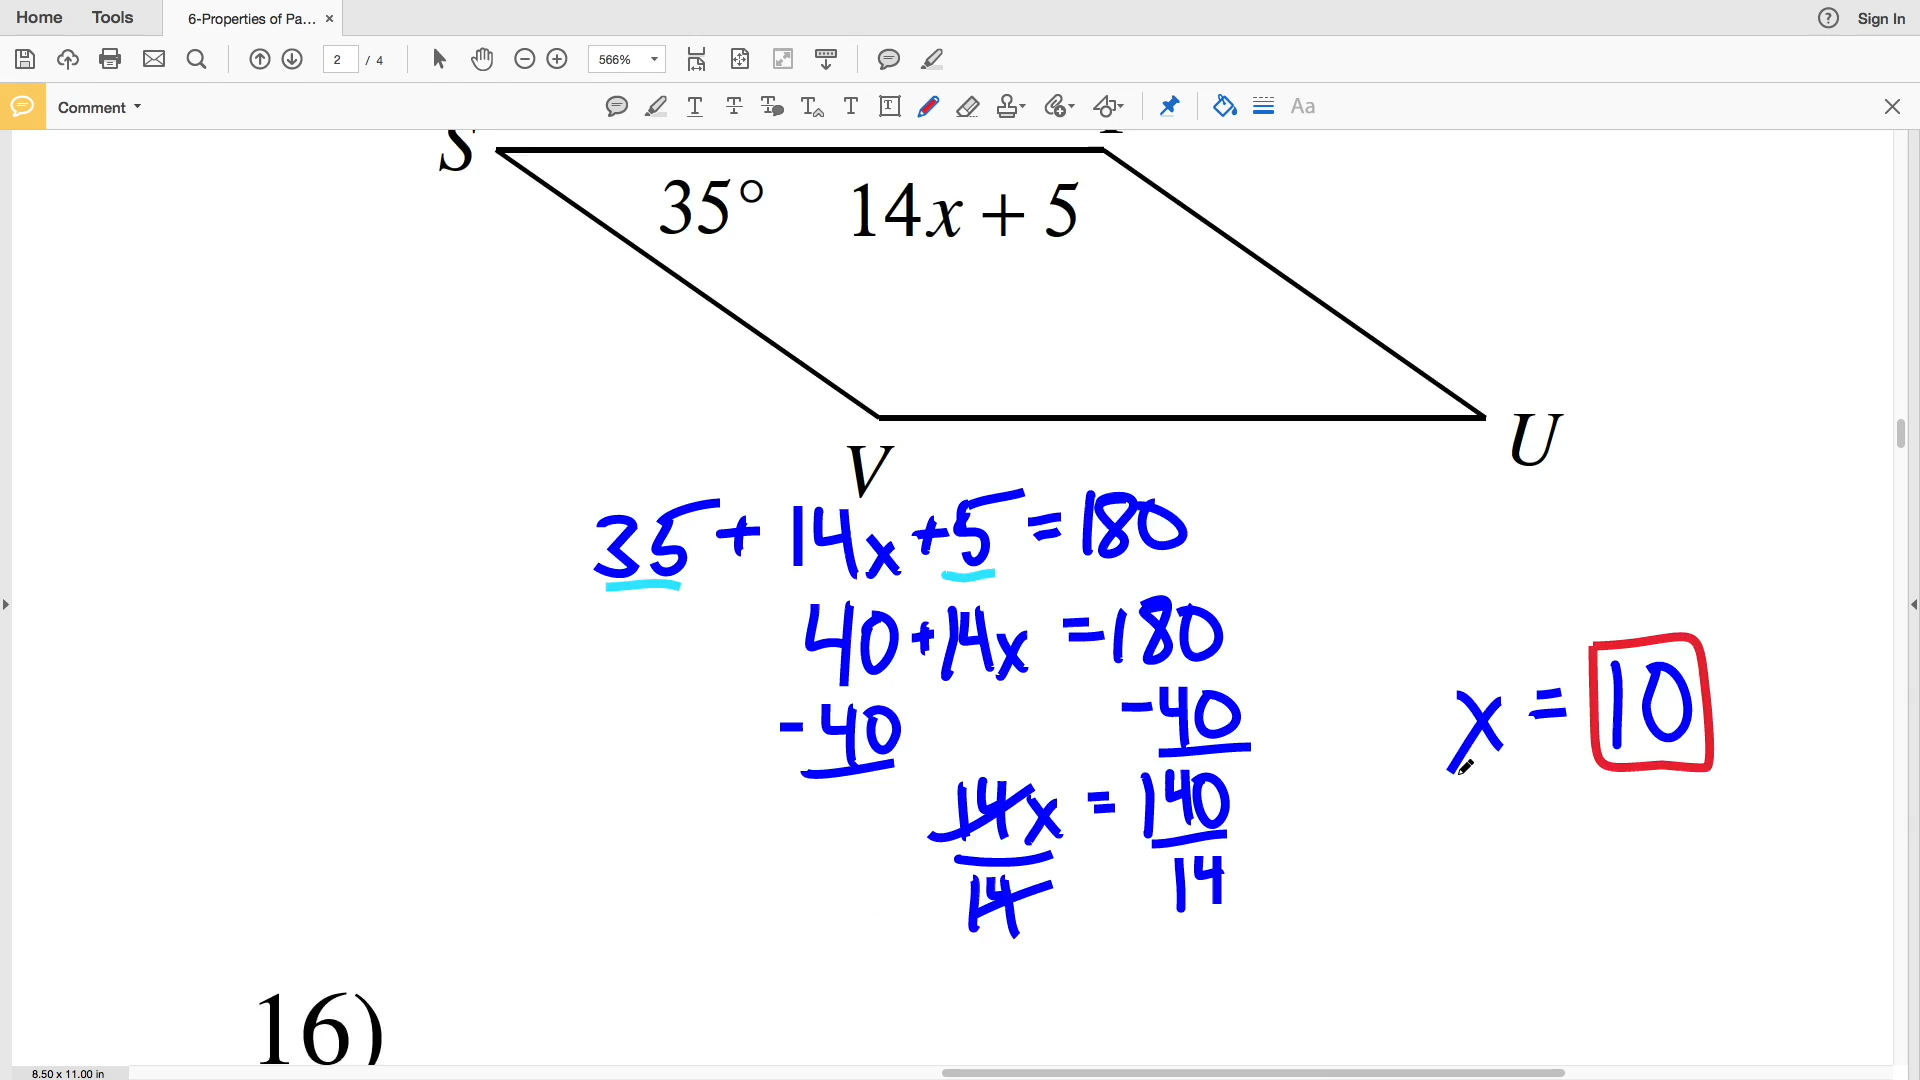 Home Tools 6-Properties of Pa... × ? Sign In
2 / 4 566%
Comment Aa
S
35° 14x + 5
V
U
35 + 14x + 5 = 180
40 + 14x = 180
- 40 - 40
x = 10
14x = 140
14 14
16)
8.50 x 11.00 in